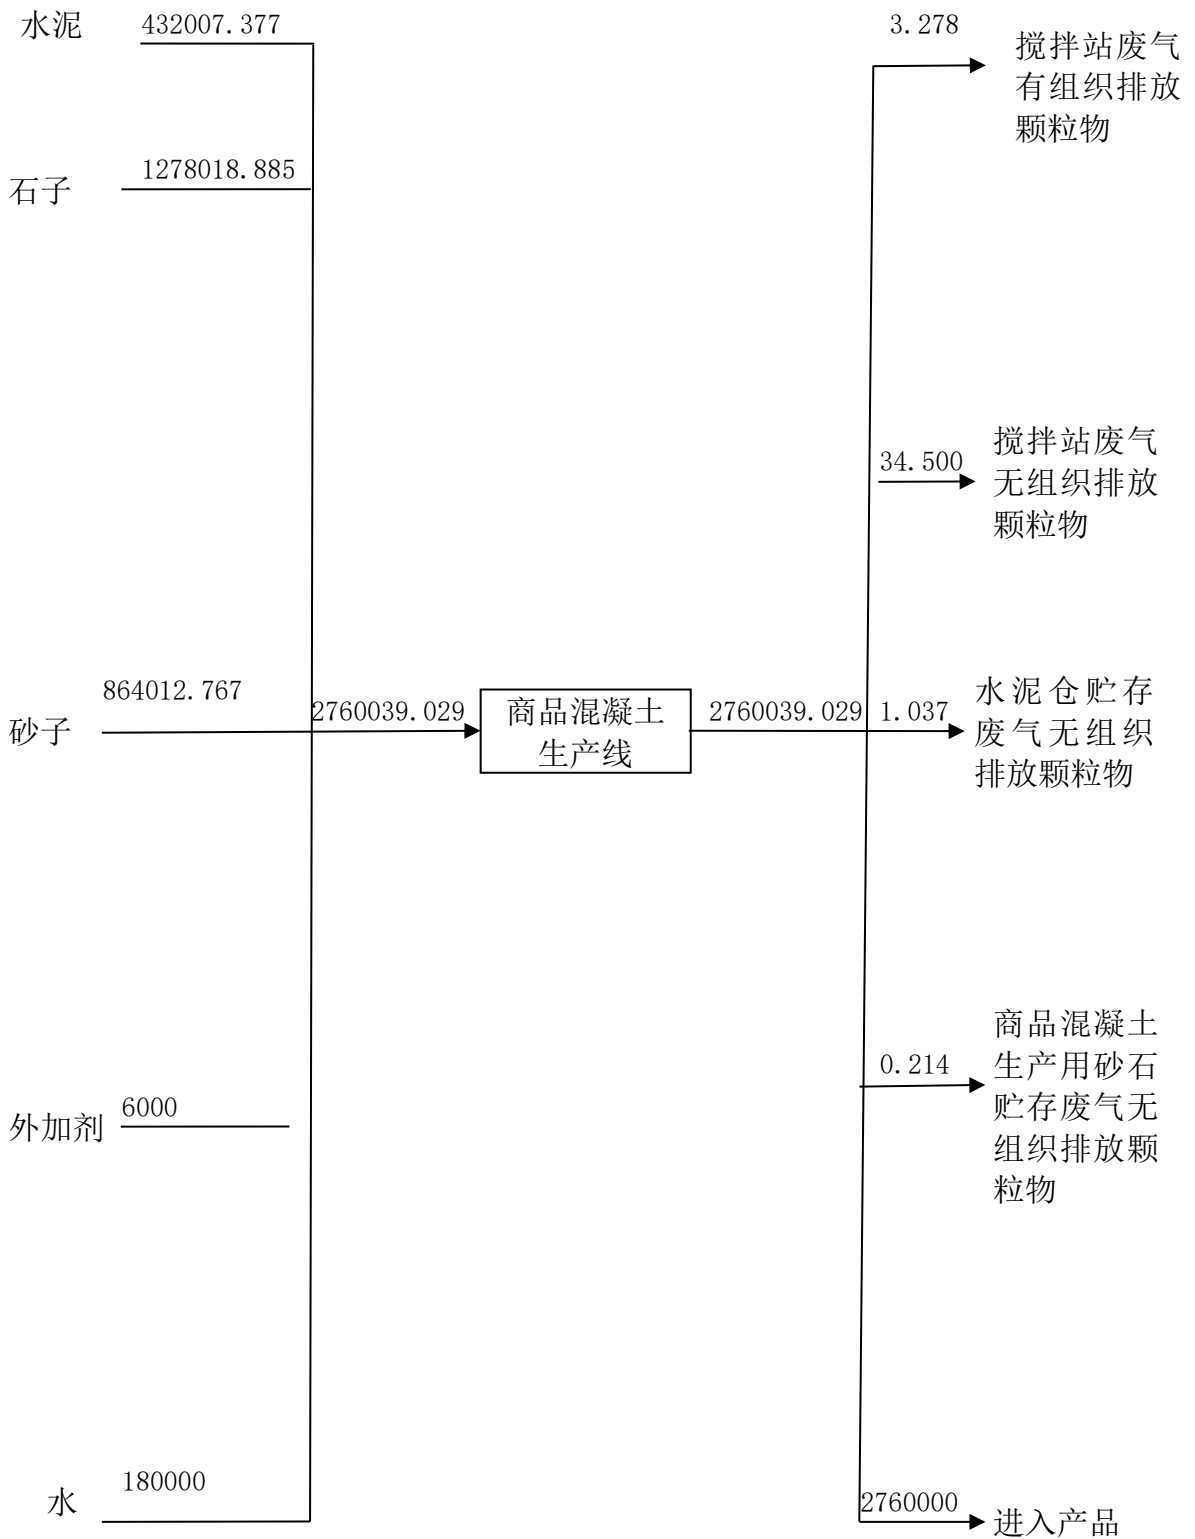 水泥
432007.377
石子
1278018.885
砂子
864012.767
外加剂
6000
水
180000
2760039.029
商品混凝土
生产线
2760039.029
3.278
搅拌站废气
有组织排放
颗粒物
34.500
搅拌站废气
无组织排放
颗粒物
1.037
水泥仓贮存
废气无组织
排放颗粒物
0.214
商品混凝土
生产用砂石
贮存废气无
组织排放颗
粒物
2760000
进入产品